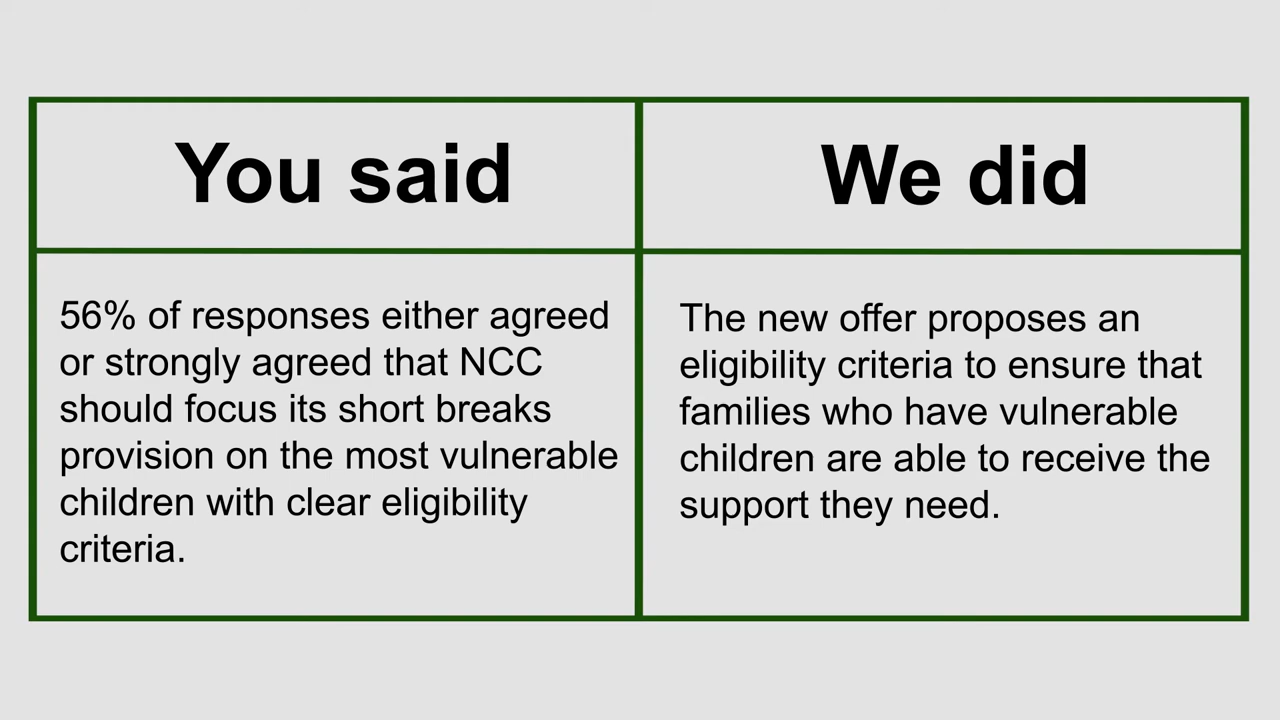 You said
We did
56% of responses either agreed
or strongly agreed that NCC
should focus its short breaks
provision on the most vulnerable
children with clear eligibility
criteria.
The new offer proposes an
eligibility criteria to ensure that
families who have vulnerable
children are able to receive the
support they need.